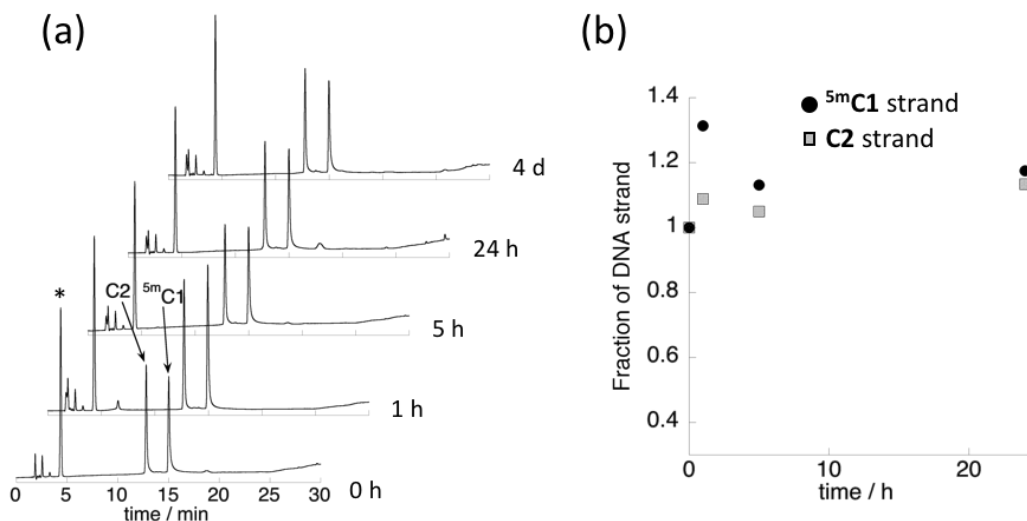 (a)
4 d
24 h
5 h
1 h
0 h
*
C2
⁵ᵐC1
0 5 10 15 20 25 30
time / min
(b)
⁵ᵐC1 strand
C2 strand
Fraction of DNA strand
1.4
1.2
1
0.8
0.6
0.4
0 10 20
time / h